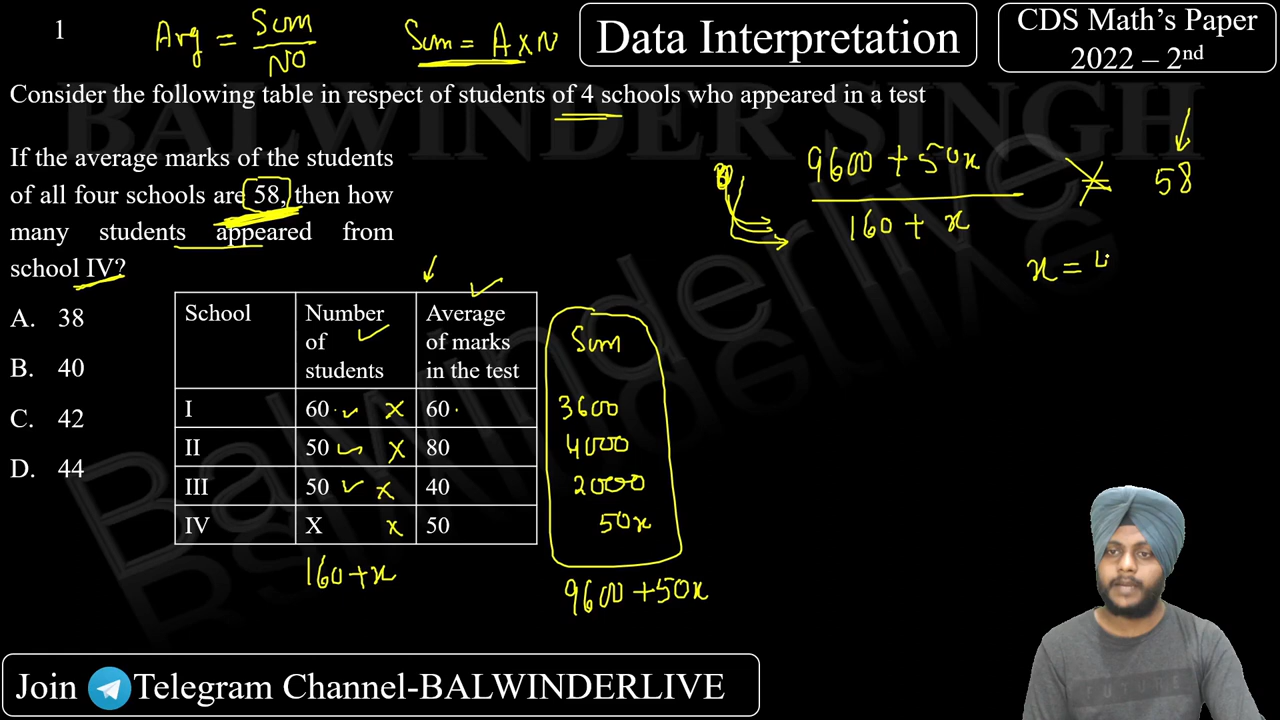 1
Avg = Sum / NO
Sum = A x N
Data Interpretation
CDS Math's Paper
2022 – 2nd
BALWINDER SINGH
Consider the following table in respect of students of 4 schools who appeared in a test
If the average marks of the students
of all four schools are 58, then how
many students appeared from
school IV?
A. 38
B. 40
C. 42
D. 44
School Number of students Average of marks in the test Sum
I 60 x 60 3600
II 50 x 80 4000
III 50 x 40 2000
IV X x 50 50x
160+x 9600+50x
9600+50x
160+x
58
x = 4
Balwinderlive
Join Telegram Channel-BALWINDERLIVE
FUTURE